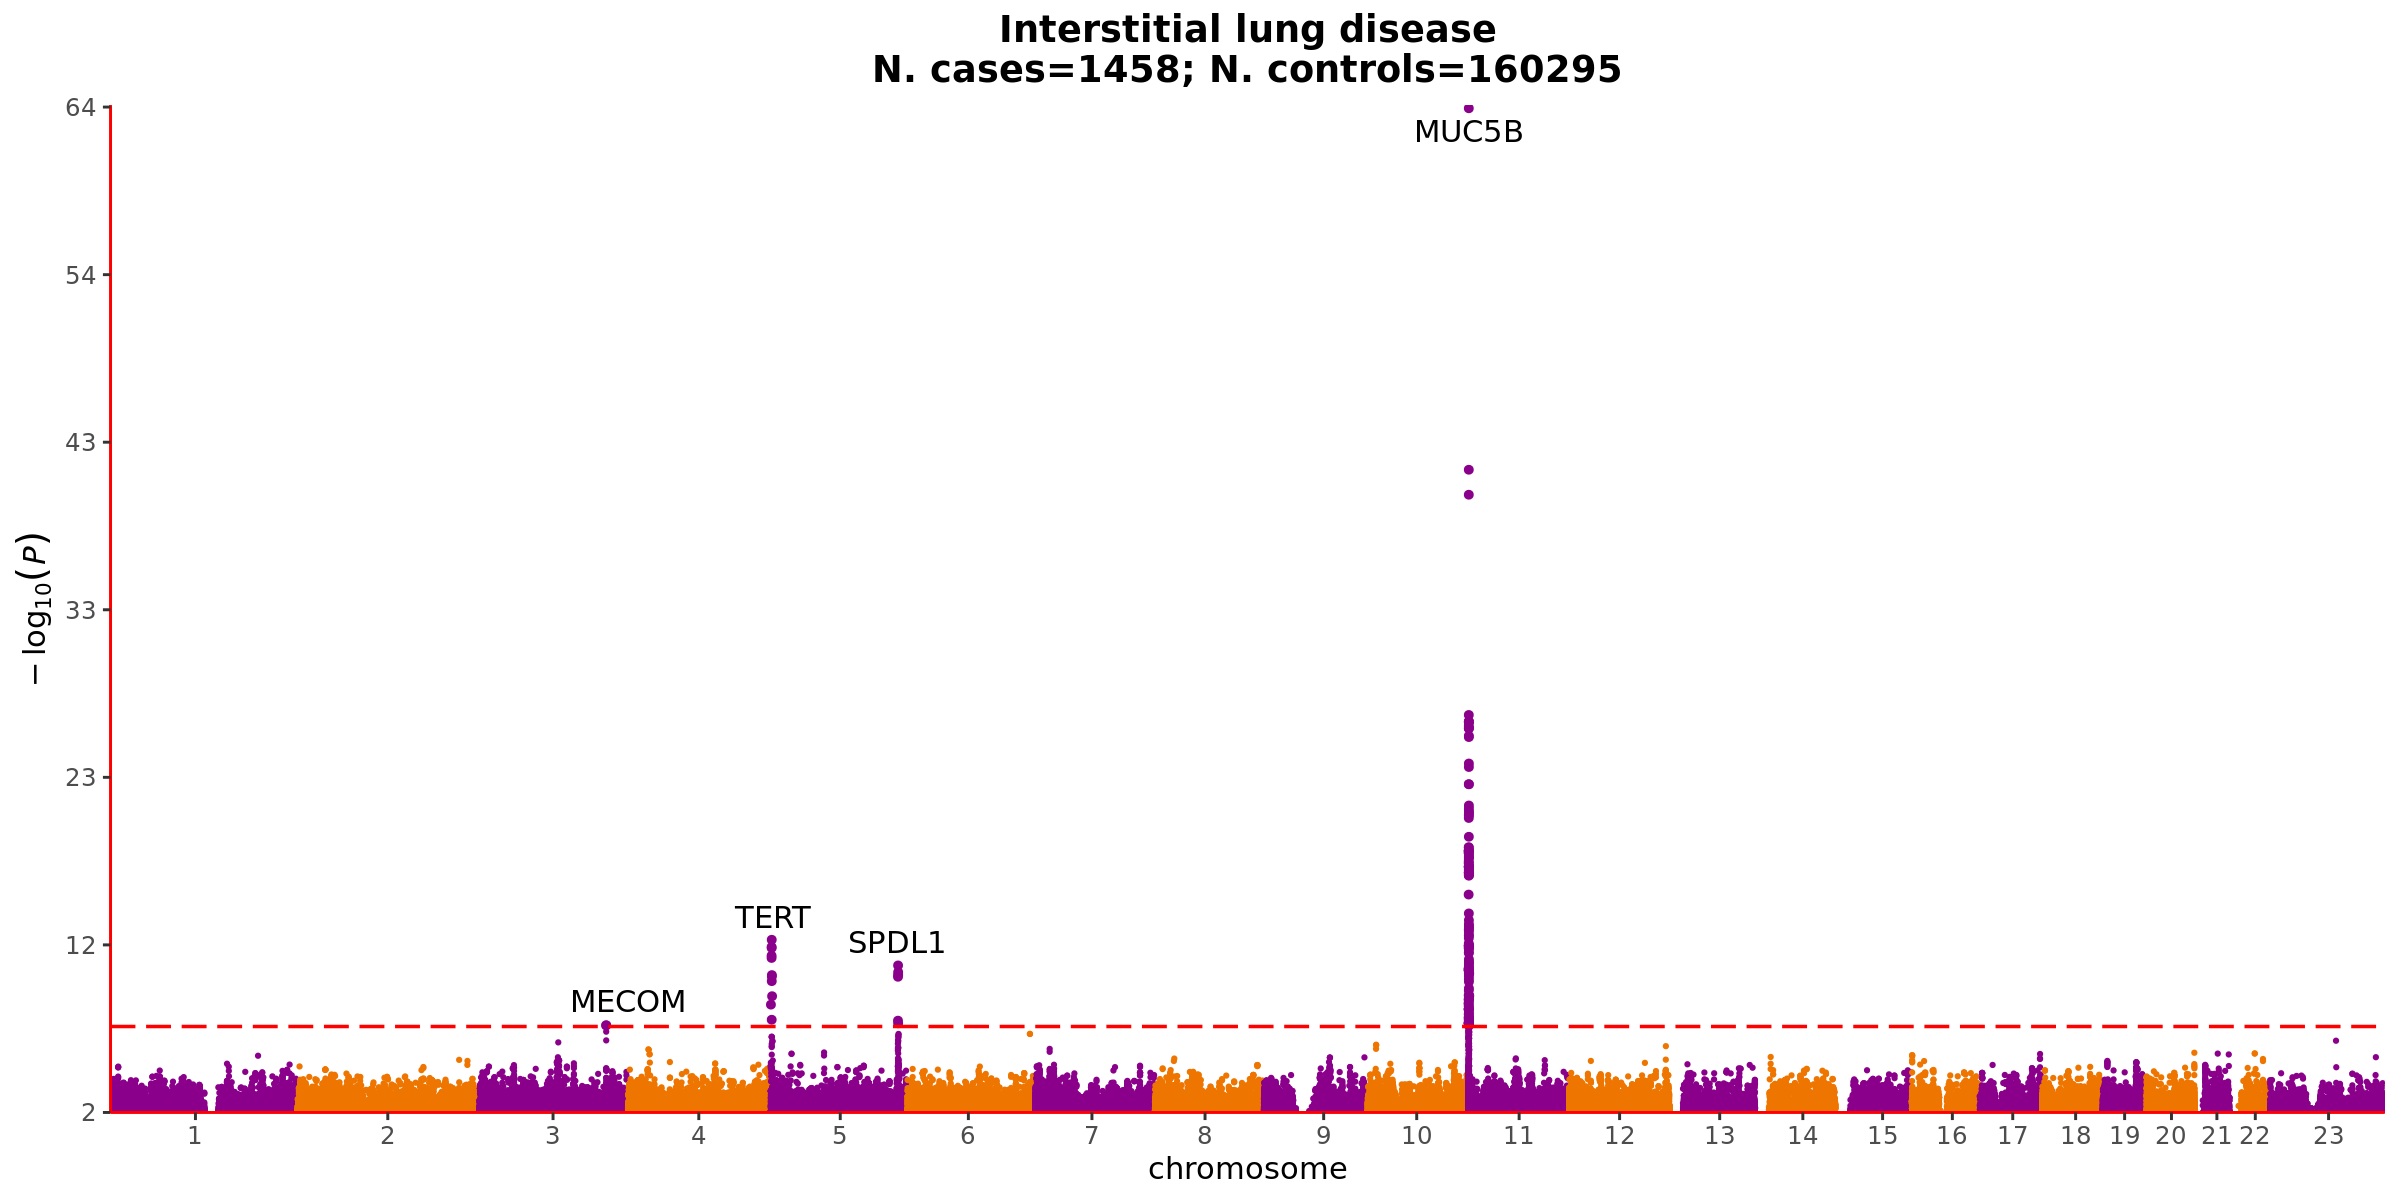 Interstitial lung disease
N. cases=1458; N. controls=160295
64
MUC5B
54
43
33
23
12
2
−log10(P)
TERT
SPDL1
MECOM
1 2 3 4 5 6 7 8 9 10 11 12 13 14 15 16 17 18 19 20 21 22 23
chromosome